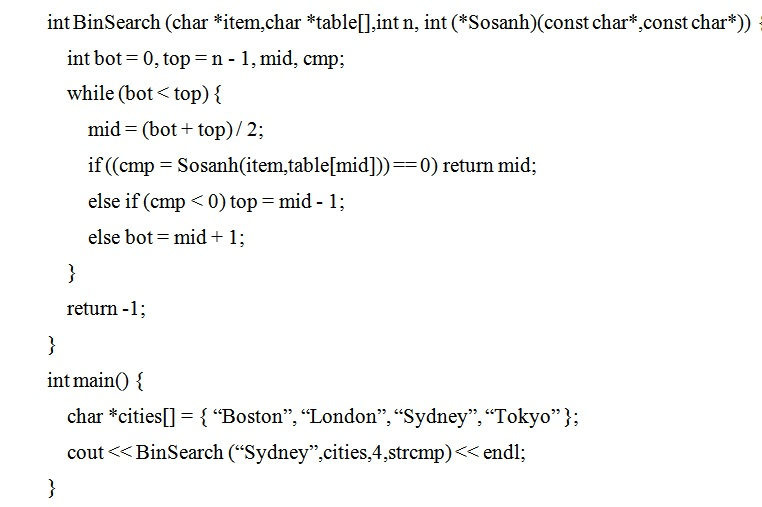 int BinSearch (char *item,char *table[],int n, int (*Sosanh)(const char*,const char*)) {
int bot = 0, top = n - 1, mid, cmp;
while (bot < top) {
mid = (bot + top) / 2;
if ((cmp = Sosanh(item,table[mid])) == 0) return mid;
else if (cmp < 0) top = mid - 1;
else bot = mid + 1;
}
return -1;
}
int main() {
char *cities[] = { “Boston”, “London”, “Sydney”, “Tokyo” };
cout << BinSearch (“Sydney”,cities,4,strcmp) << endl;
}